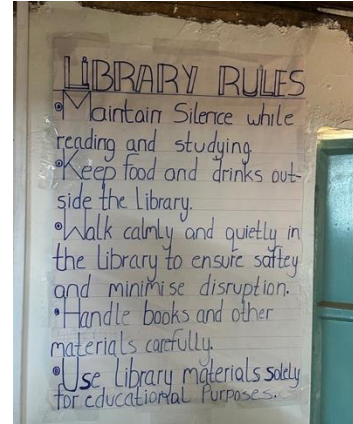 LIBRARY RULES
•Maintain Silence while
reading and studying
•Keep food and drinks out-
side the library.
•Walk calmly and quietly in
the Library to ensure saftey
and minimise disruption.
•Handle books and other
materials carefully.
•Use Library materials solely
for educational Purposes.